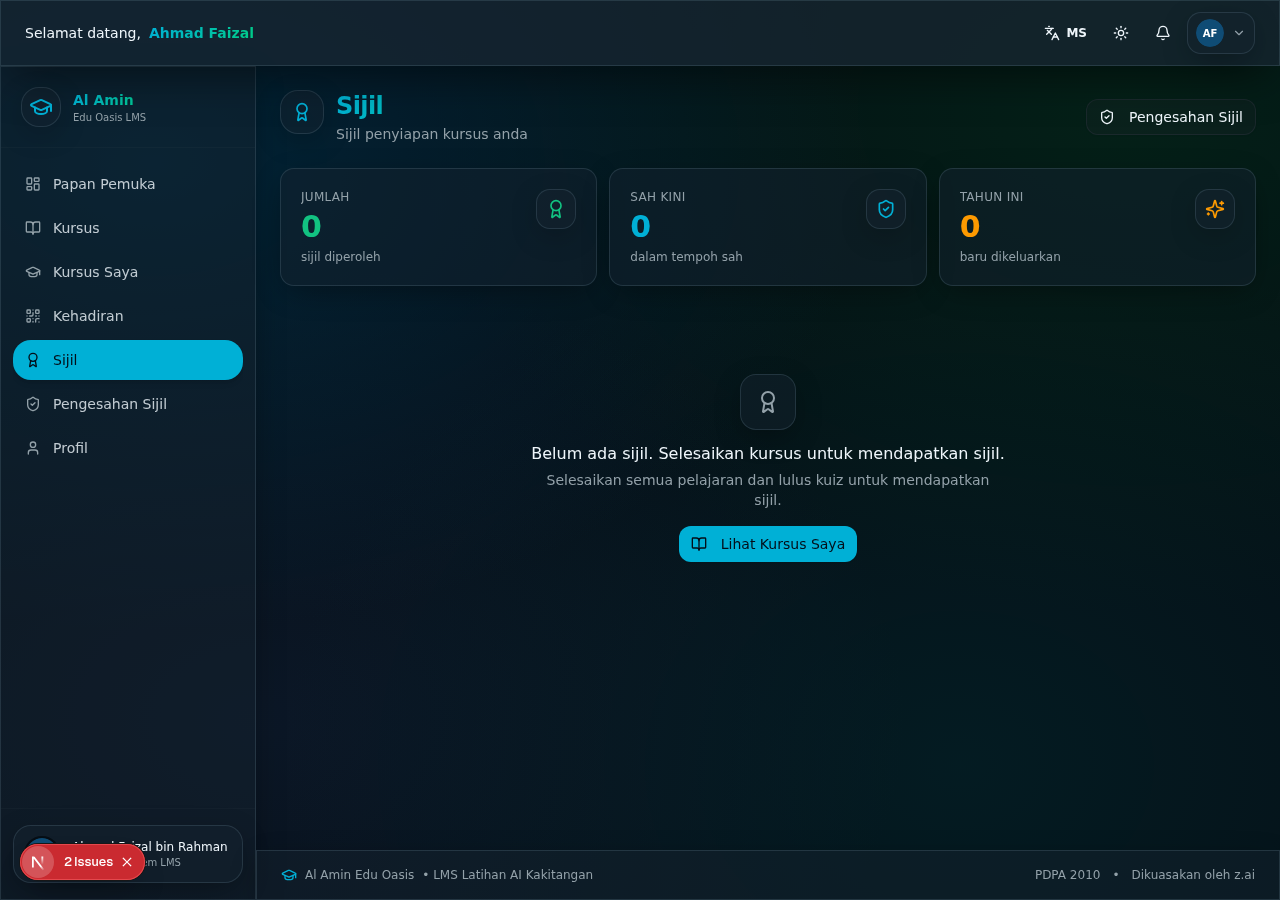 Selamat datang, Ahmad Faizal
MS
AF
Al Amin
Edu Oasis LMS
Papan Pemuka
Kursus
Kursus Saya
Kehadiran
Sijil
Pengesahan Sijil
Profil
Sijil
Sijil penyiapan kursus anda
Pengesahan Sijil
JUMLAH
0
sijil diperoleh
SAH KINI
0
dalam tempoh sah
TAHUN INI
0
baru dikeluarkan
Belum ada sijil. Selesaikan kursus untuk mendapatkan sijil.
Selesaikan semua pelajaran dan lulus kuiz untuk mendapatkan
sijil.
Lihat Kursus Saya
bin Rahman
LMS
N 2 Issues
Al Amin Edu Oasis • LMS Latihan AI Kakitangan
PDPA 2010 • Dikuasakan oleh z.ai